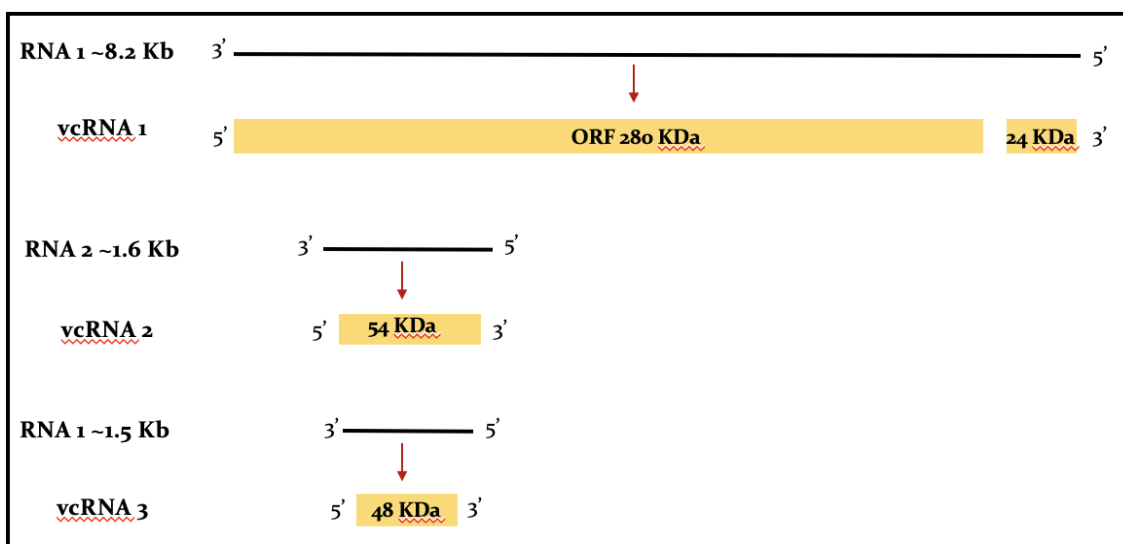 RNA 1 ~8.2 Kb 3’ 5’
vcRNA 1 5’ ORF 280 KDa 24 KDa 3’
RNA 2 ~1.6 Kb 3’ 5’
vcRNA 2 5’ 54 KDa 3’
RNA 1 ~1.5 Kb 3’ 5’
vcRNA 3 5’ 48 KDa 3’